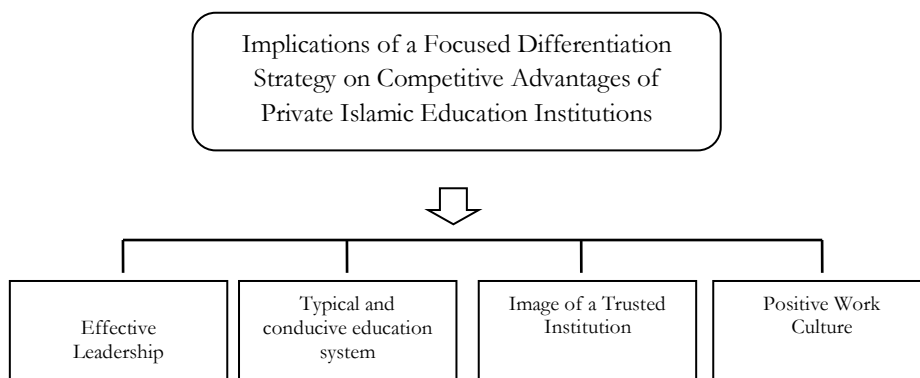 Implications of a Focused Differentiation
Strategy on Competitive Advantages of
Private Islamic Education Institutions
Effective
Leadership
Typical and
conducive education
system
Image of a Trusted
Institution
Positive Work
Culture